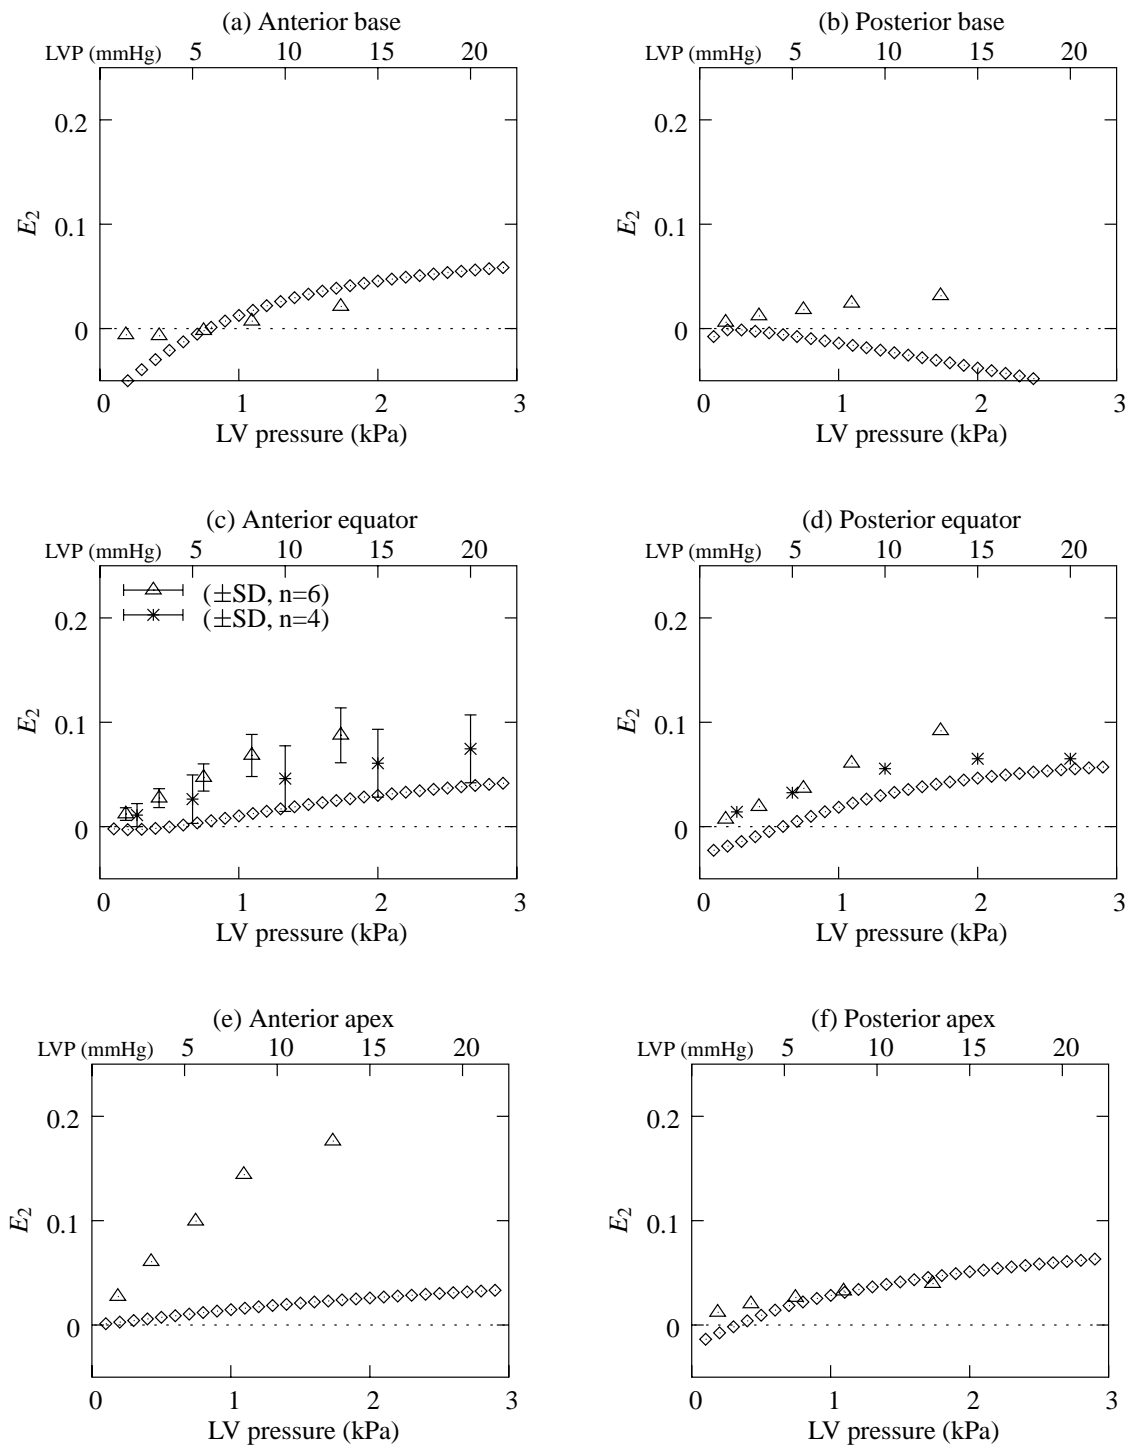 (a) Anterior base
LVP (mmHg) 5 10 15 20
0.2
0.1
0
E2
0 1 2 3
LV pressure (kPa)
(b) Posterior base
LVP (mmHg) 5 10 15 20
0.2
0.1
0
E2
0 1 2 3
LV pressure (kPa)
(c) Anterior equator
LVP (mmHg) 5 10 15 20
(±SD, n=6)
(±SD, n=4)
0.2
0.1
0
E2
0 1 2 3
LV pressure (kPa)
(d) Posterior equator
LVP (mmHg) 5 10 15 20
0.2
0.1
0
E2
0 1 2 3
LV pressure (kPa)
(e) Anterior apex
LVP (mmHg) 5 10 15 20
0.2
0.1
0
E2
0 1 2 3
LV pressure (kPa)
(f) Posterior apex
LVP (mmHg) 5 10 15 20
0.2
0.1
0
E2
0 1 2 3
LV pressure (kPa)